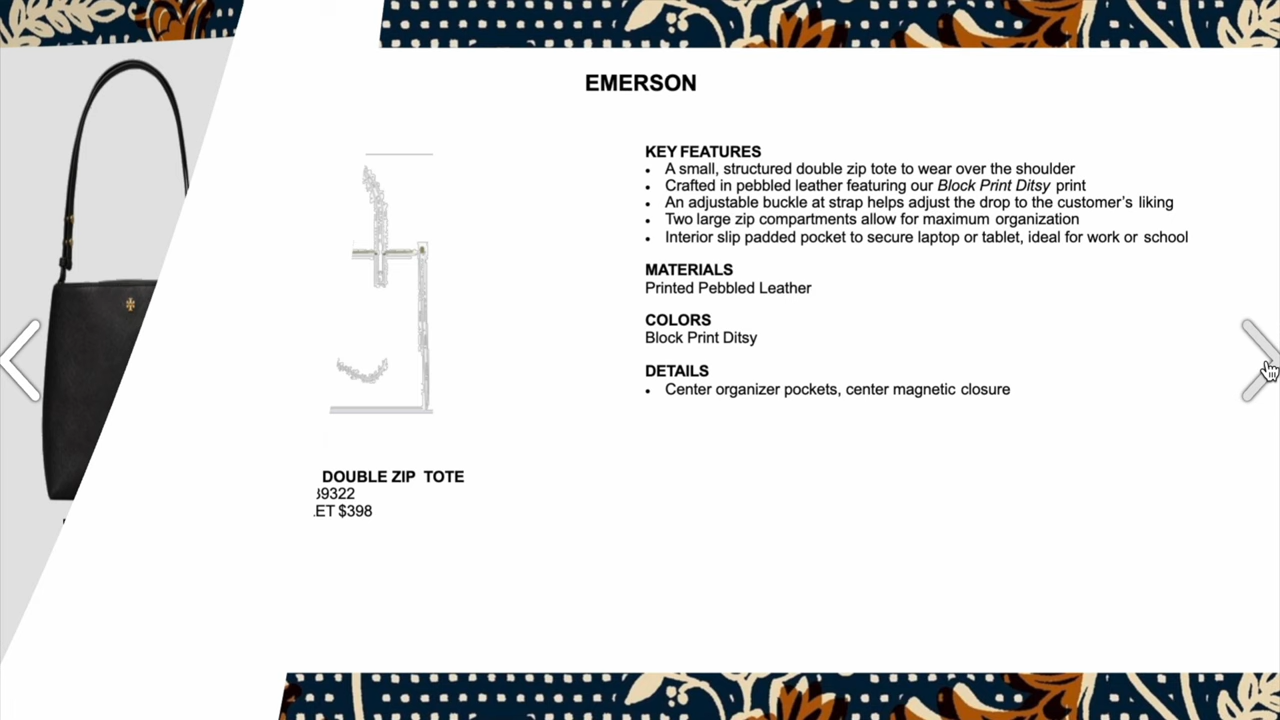 EMERSON
KEY FEATURES
• A small, structured double zip tote to wear over the shoulder
• Crafted in pebbled leather featuring our Block Print Ditsy print
• An adjustable buckle at strap helps adjust the drop to the customer's liking
• Two large zip compartments allow for maximum organization
• Interior slip padded pocket to secure laptop or tablet, ideal for work or school
MATERIALS
Printed Pebbled Leather
COLORS
Block Print Ditsy
DETAILS
• Center organizer pockets, center magnetic closure
DOUBLE ZIP TOTE
39322
ET $398